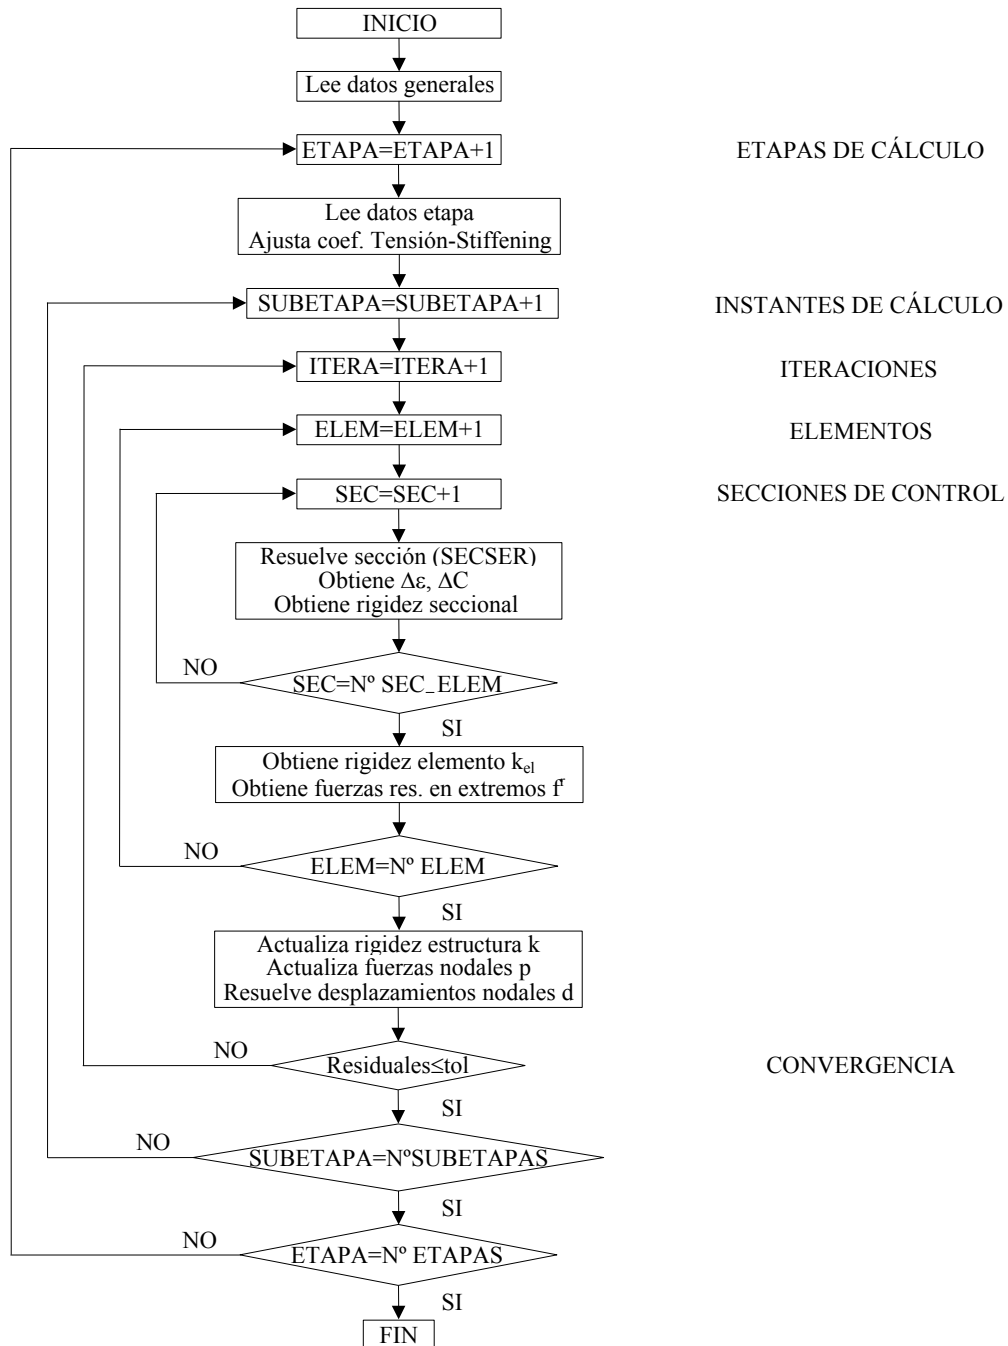 INICIO
Lee datos generales
ETAPA=ETAPA+1
ETAPAS DE CÁLCULO
Lee datos etapa
Ajusta coef. Tensión-Stiffening
SUBETAPA=SUBETAPA+1
INSTANTES DE CÁLCULO
ITERA=ITERA+1
ITERACIONES
ELEM=ELEM+1
ELEMENTOS
SEC=SEC+1
SECCIONES DE CONTROL
Resuelve sección (SECSER)
Obtiene Δε, ΔC
Obtiene rigidez seccional
NO
SEC=Nº SEC_ELEM
SI
Obtiene rigidez elemento kel
Obtiene fuerzas res. en extremos fr
NO
ELEM=Nº ELEM
SI
Actualiza rigidez estructura k
Actualiza fuerzas nodales p
Resuelve desplazamientos nodales d
NO
Residuales≤tol
CONVERGENCIA
SI
NO
SUBETAPA=NºSUBETAPAS
SI
NO
ETAPA=Nº ETAPAS
SI
FIN